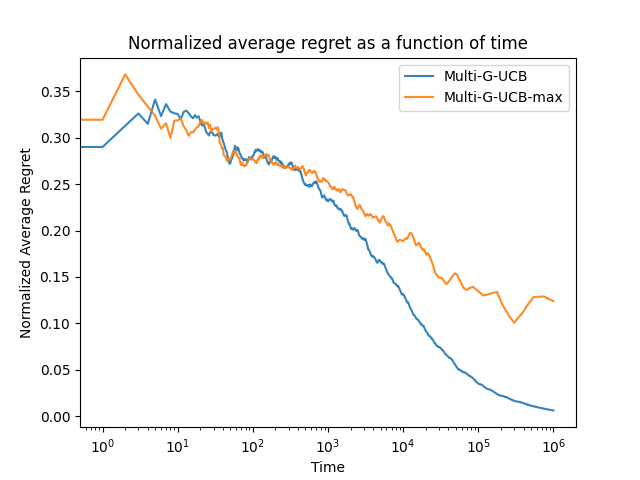 Normalized average regret as a function of time
Multi-G-UCB
Multi-G-UCB-max
Normalized Average Regret
0.35
0.30
0.25
0.20
0.15
0.10
0.05
0.00
10⁰ 10¹ 10² 10³ 10⁴ 10⁵ 10⁶
Time